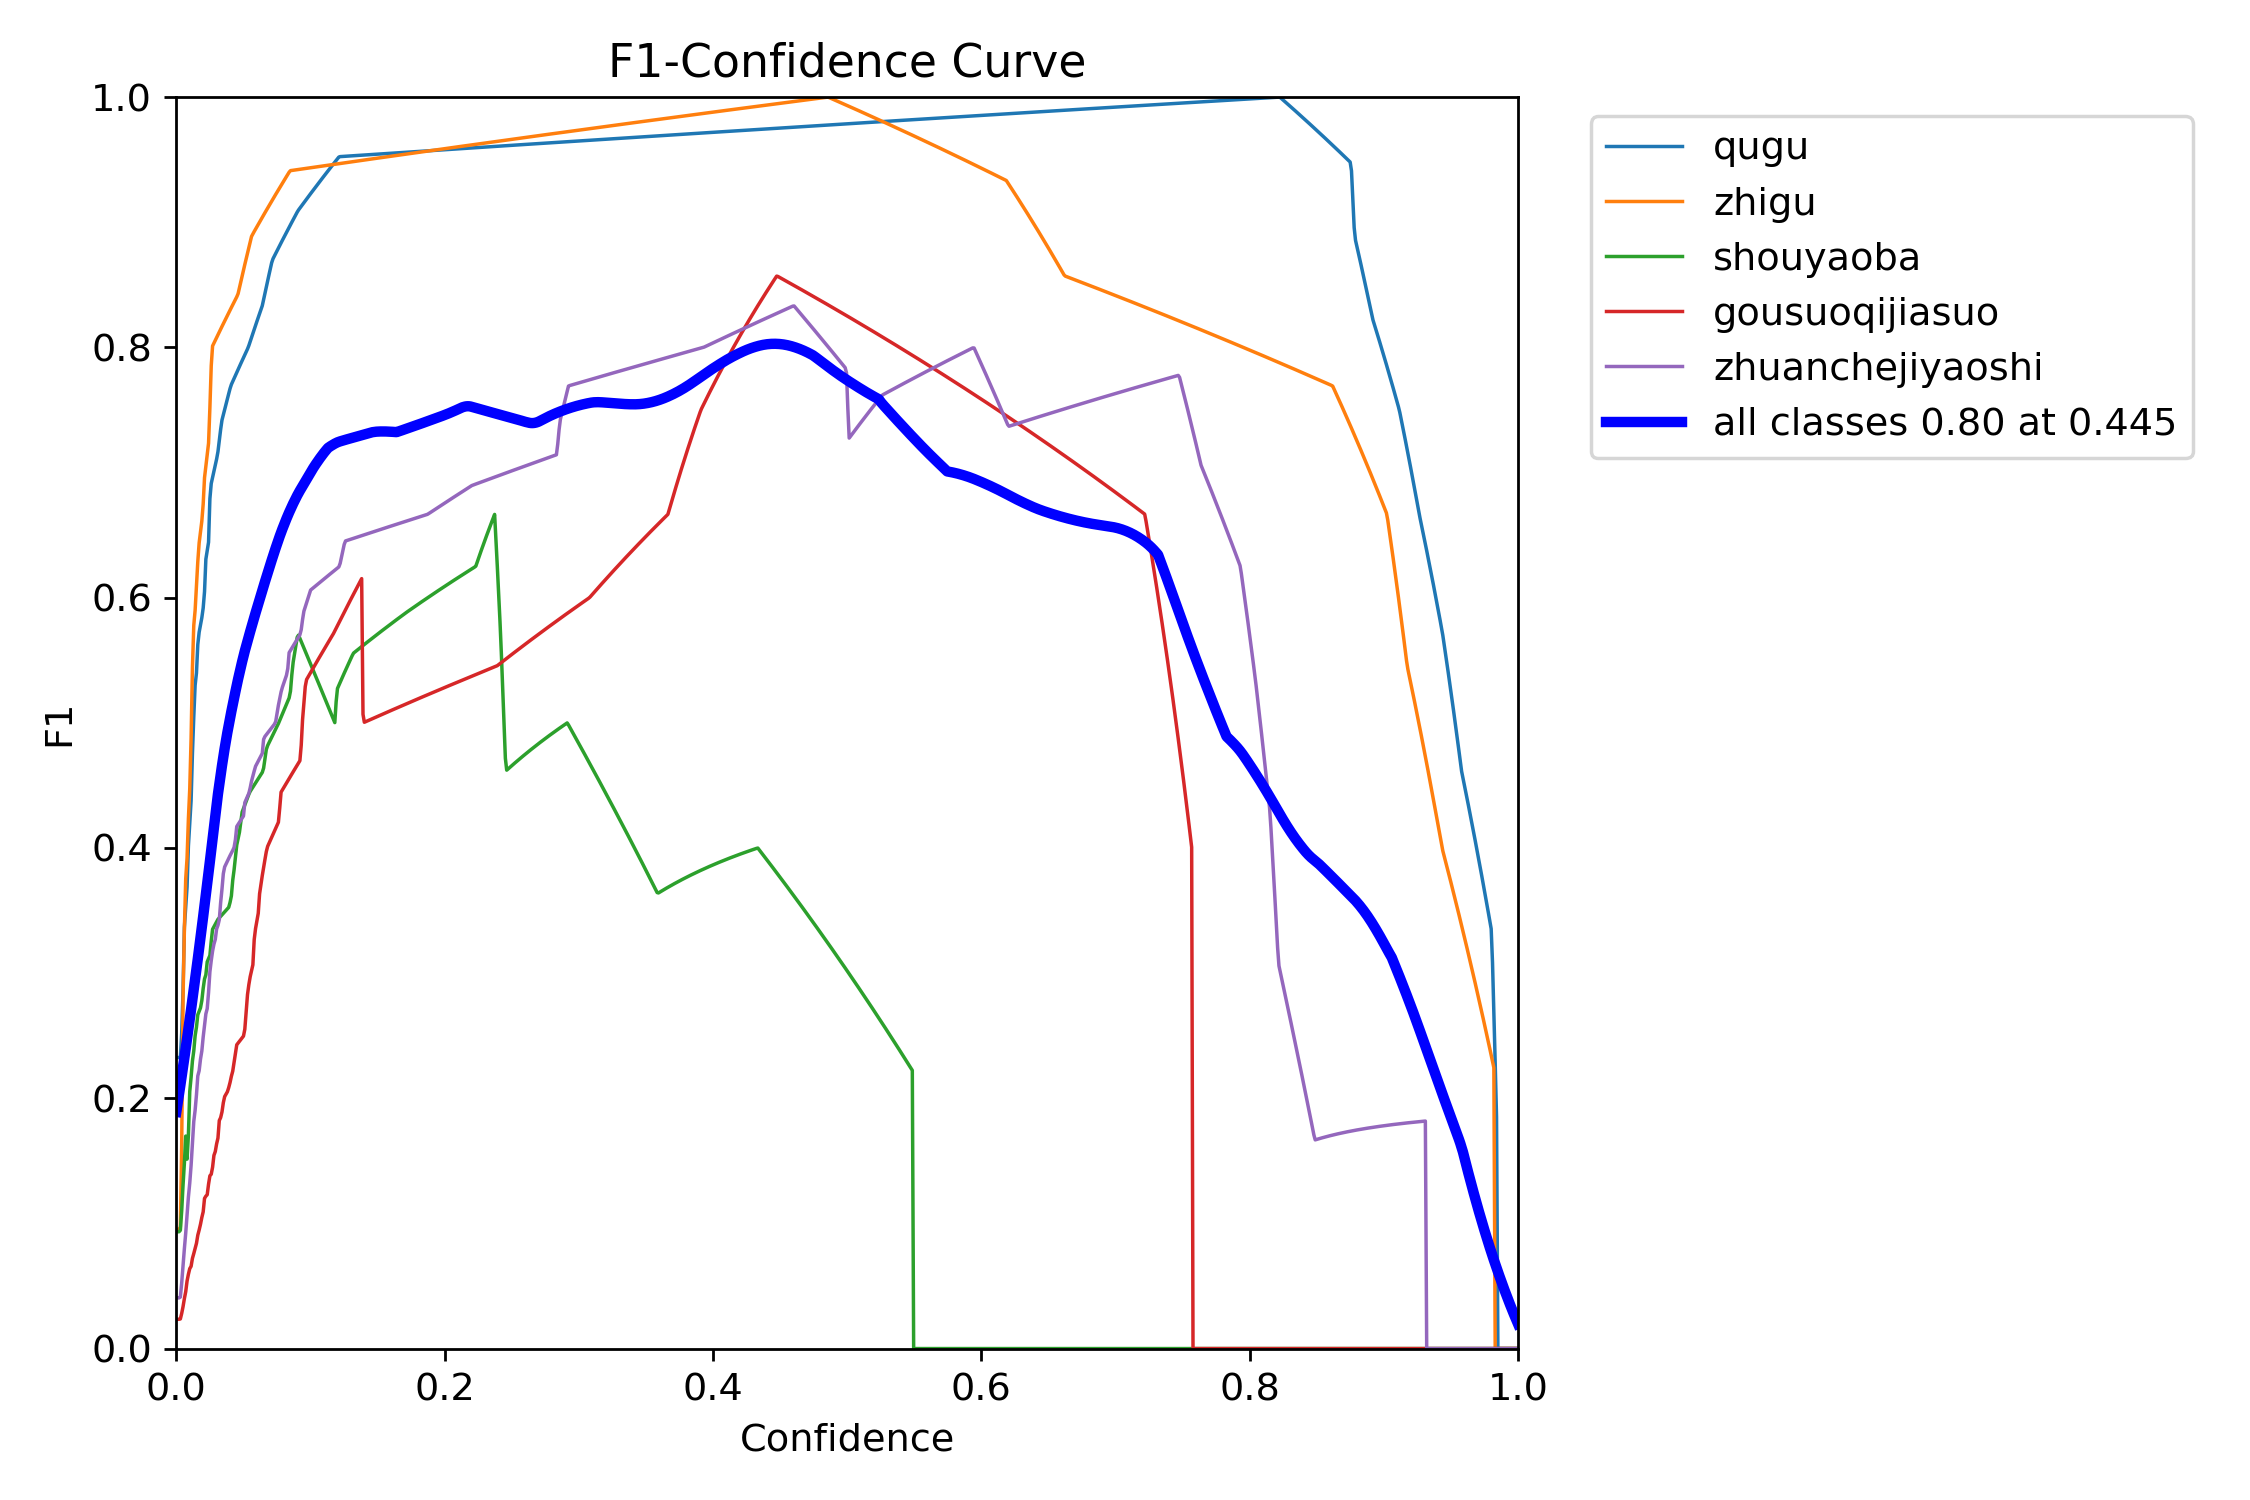 F1-Confidence Curve
1.0
0.8
0.6
0.4
0.2
0.0
F1
0.0 0.2 0.4 0.6 0.8 1.0
Confidence
qugu
zhigu
shouyaoba
gousuoqijiasuo
zhuanchejiyaoshi
all classes 0.80 at 0.445